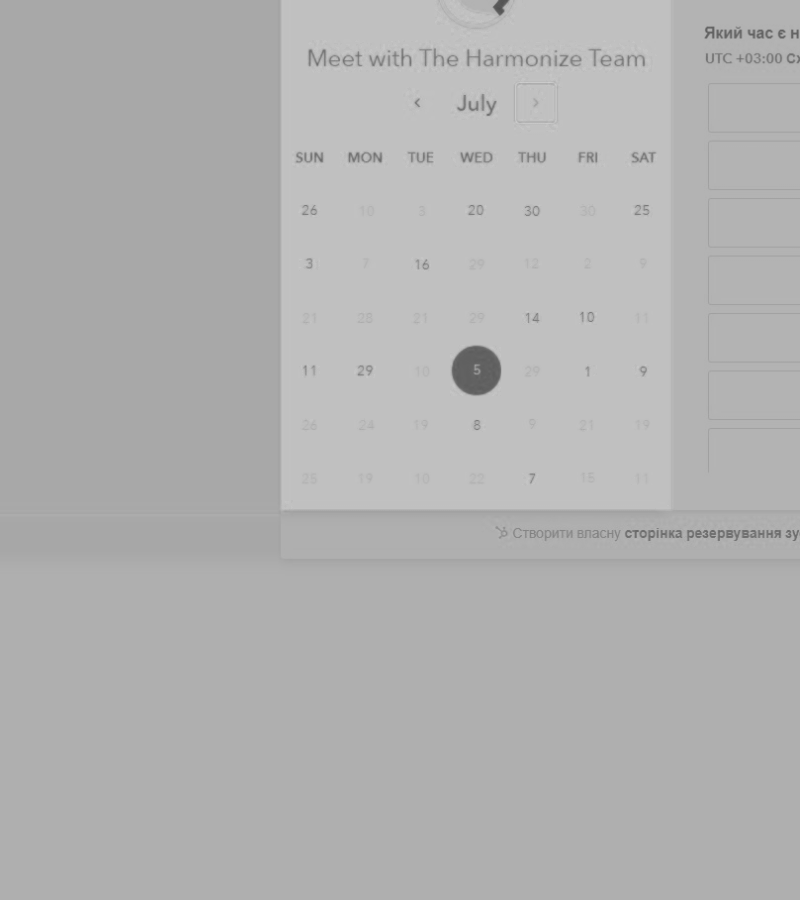 Meet with The Harmonize Team
July
SUN MON TUE WED THU FRI SAT
26 10 3 20 30 30 25
3 7 16 29 12 2 9
21 28 21 29 14 10 11
11 29 10 5 29 1 9
26 24 19 8 9 21 19
25 19 10 22 7 15 11
Який час є н
UTC +03:00 Сх
Створити власну сторінка резервування зу